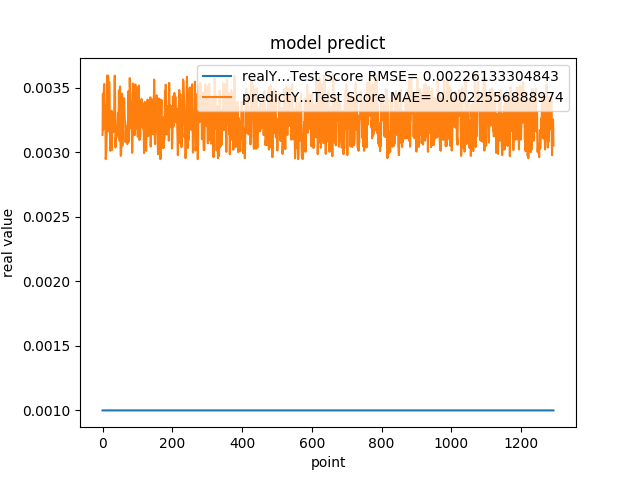 model predict
realY...Test Score RMSE= 0.00226133304843
predictY...Test Score MAE= 0.0022556888974
0.0035
0.0030
0.0025
0.0020
0.0015
0.0010
real value
0 200 400 600 800 1000 1200
point